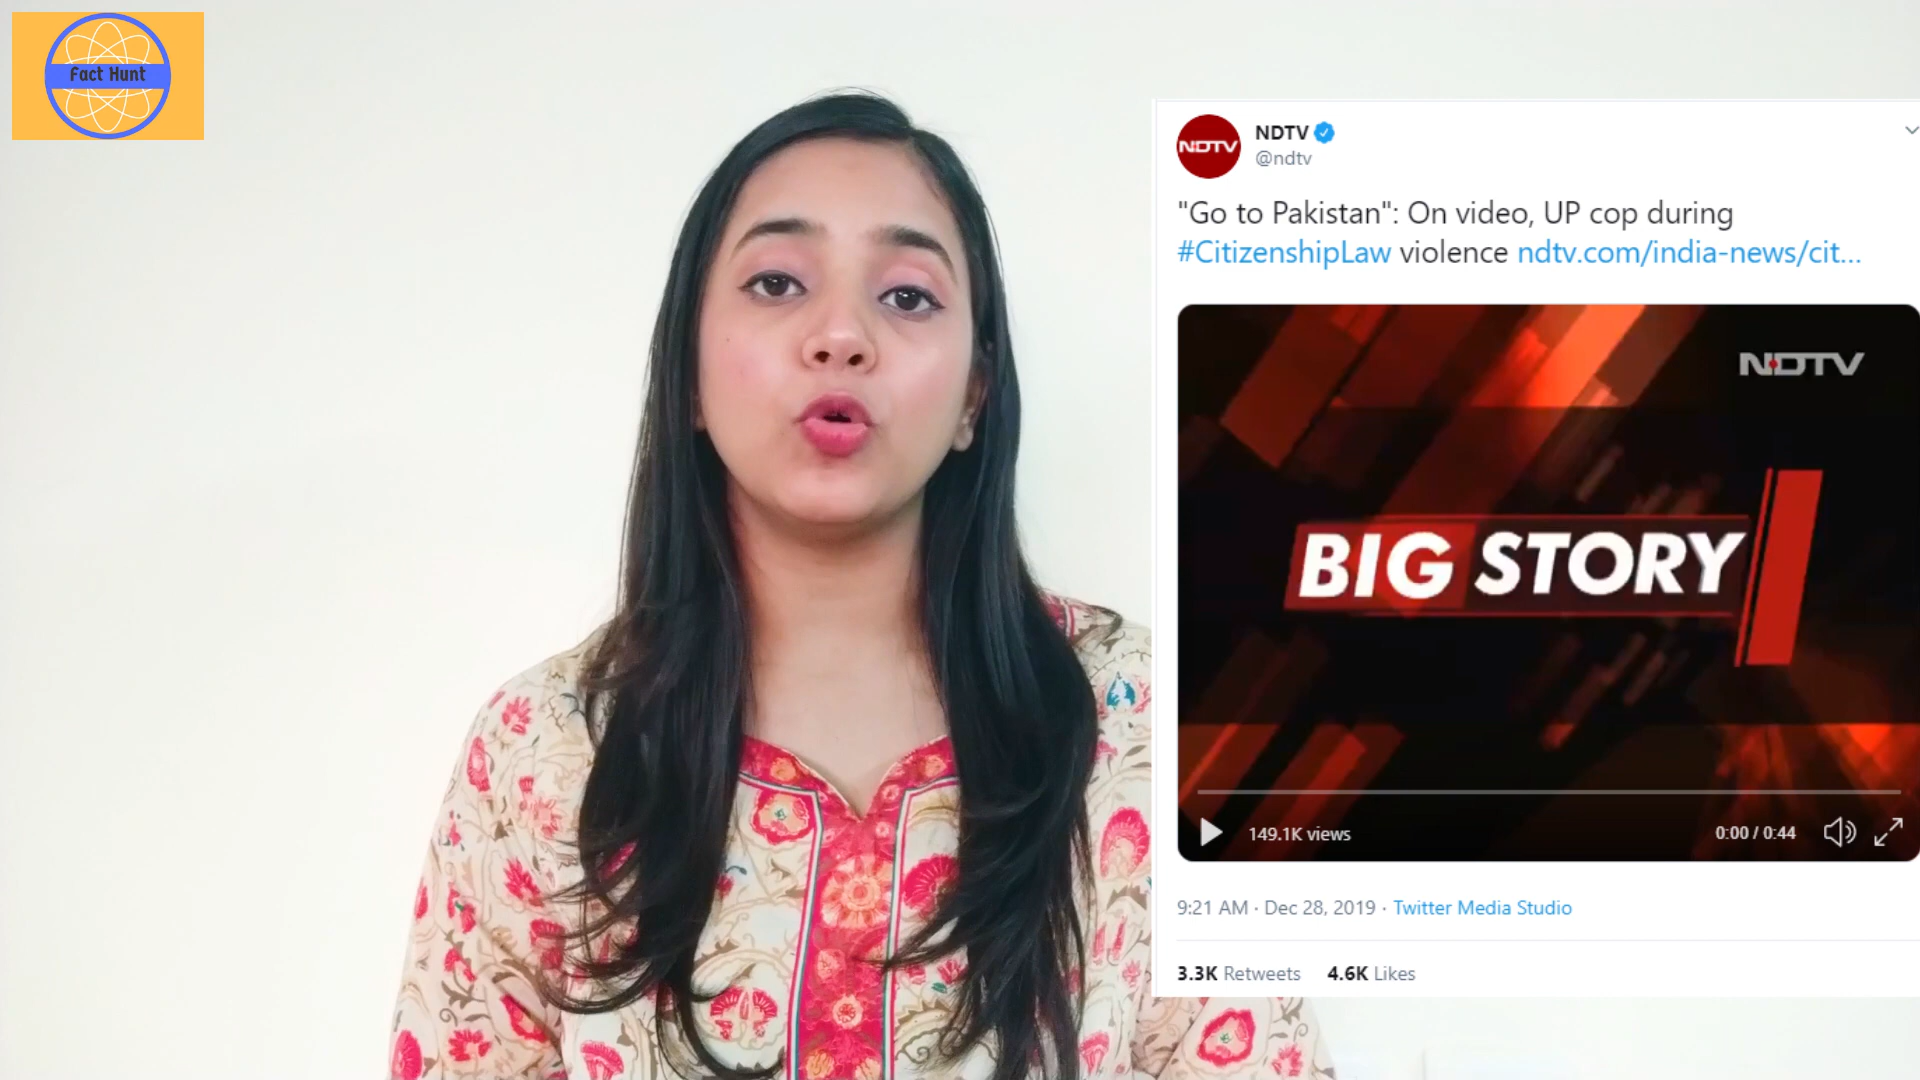 Fact Hunt
NDTV
NDTV
@ndtv
"Go to Pakistan": On video, UP cop during
#CitizenshipLaw violence ndtv.com/india-news/cit...
NDTV
BIG STORY
149.1K views
0:00 / 0:44
9:21 AM · Dec 28, 2019 · Twitter Media Studio
3.3K Retweets 4.6K Likes